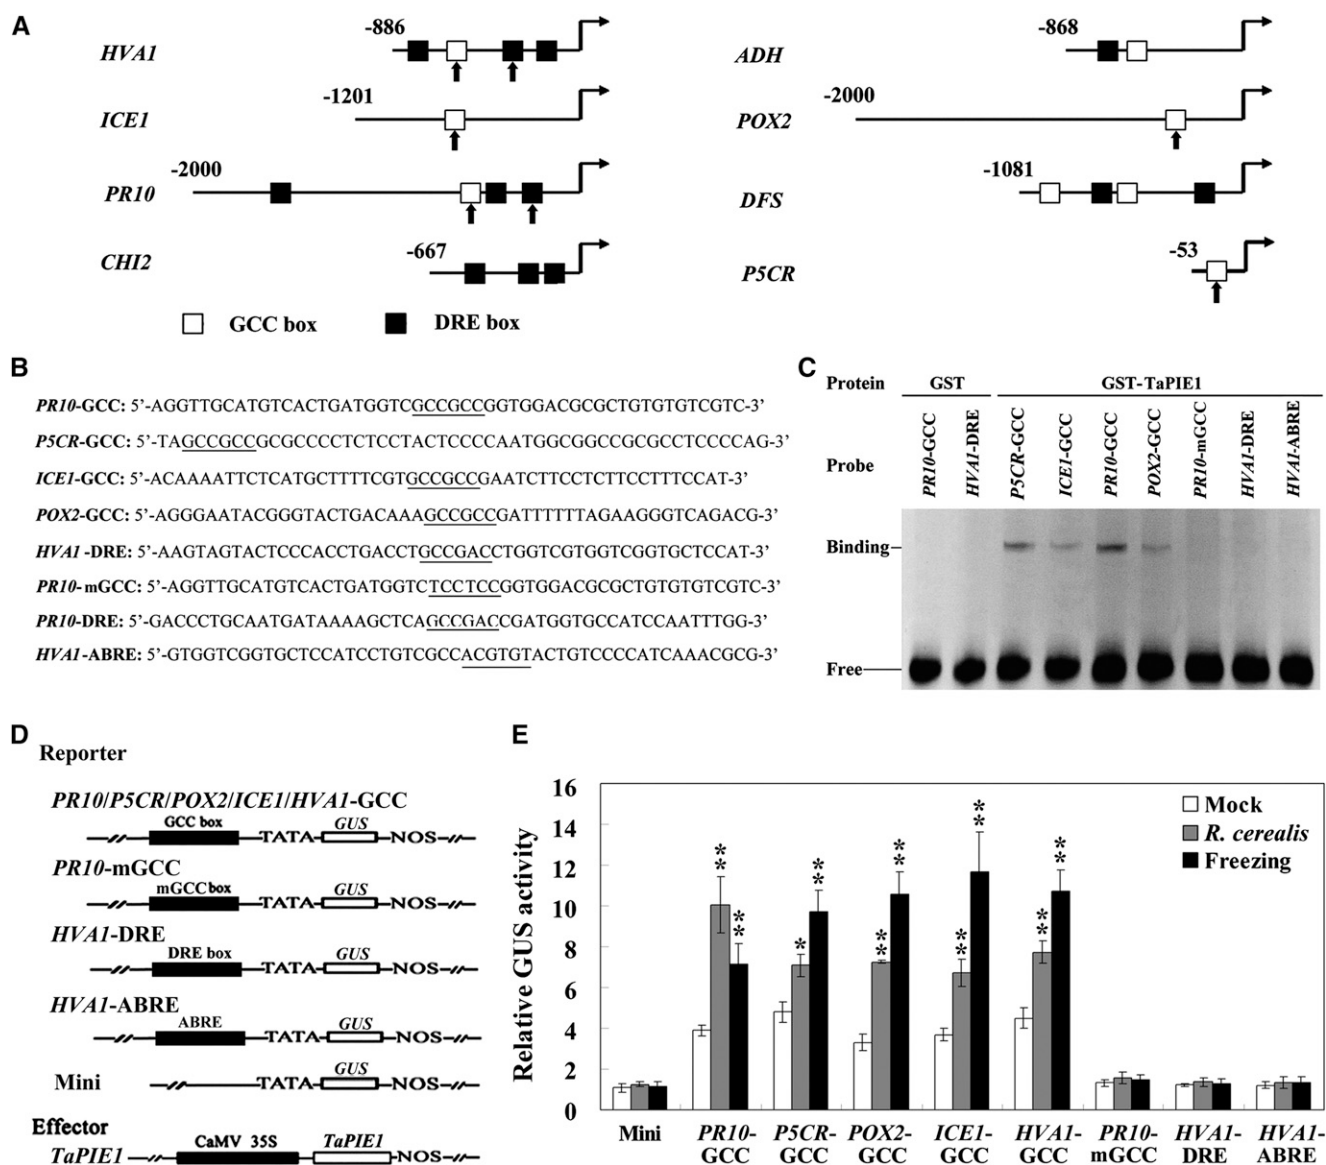 A
HVA1
-886
ICE1
-1201
PR10
-2000
CHI2
-667
ADH
-868
POX2
-2000
DFS
-1081
P5CR
-53
GCC box
DRE box
B
PR10-GCC: 5’-AGGTTGCATGTCACTGATGGTCGCCGCCGGTGGACGCGCTGTGTGTCGTC-3’
P5CR-GCC: 5’-TAGCCGCCGCGCCCCTCTCCTACTCCCCAATGGCGGCCGCGCCTCCCCAG-3’
ICE1-GCC: 5’-ACAAAATTCTCATGCTTTTCGTGCCGCCGAATCTTCCTCTTCCTTTCCAT-3’
POX2-GCC: 5’-AGGGAATACGGGTACTGACAAAGCCGCCGATTTTTTAGAAGGGTCAGACG-3’
HVA1-DRE: 5’-AAGTAGTACTCCCACCTGACCTGCCGACCTGGTCGTGGTCGGTGCTCCAT-3’
PR10-mGCC: 5’-AGGTTGCATGTCACTGATGGTCTCCTCCGGTGGACGCGCTGTGTGTCGTC-3’
PR10-DRE: 5’-GACCCTGCAATGATAAAAGCTCAGCCGACCGATGGTGCCATCCAATTTGG-3’
HVA1-ABRE: 5’-GTGGTCGGTGCTCCATCCTGTCGCCACGTGTACTGTCCCCATCAAACGCG-3’
C
Protein
GST
GST-TaPIE1
Probe
PR10-GCC
HVA1-DRE
P5CR-GCC
ICE1-GCC
PR10-GCC
POX2-GCC
PR10-mGCC
HVA1-DRE
HVA1-ABRE
Binding
Free
D
Reporter
PR10/P5CR/POX2/ICE1/HVA1-GCC
GCC box
TATA
GUS
NOS
PR10-mGCC
mGCC box
TATA
GUS
NOS
HVA1-DRE
DRE box
TATA
GUS
NOS
HVA1-ABRE
ABRE
TATA
GUS
NOS
Mini
TATA
GUS
NOS
Effector
TaPIE1
CaMV 35S
TaPIE1
NOS
E
Relative GUS activity
16
14
12
10
8
6
4
2
0
Mock
R. cerealis
Freezing
**
**
*
**
**
**
**
**
**
**
Mini
PR10-GCC
P5CR-GCC
POX2-GCC
ICE1-GCC
HVA1-GCC
PR10-mGCC
HVA1-DRE
HVA1-ABRE